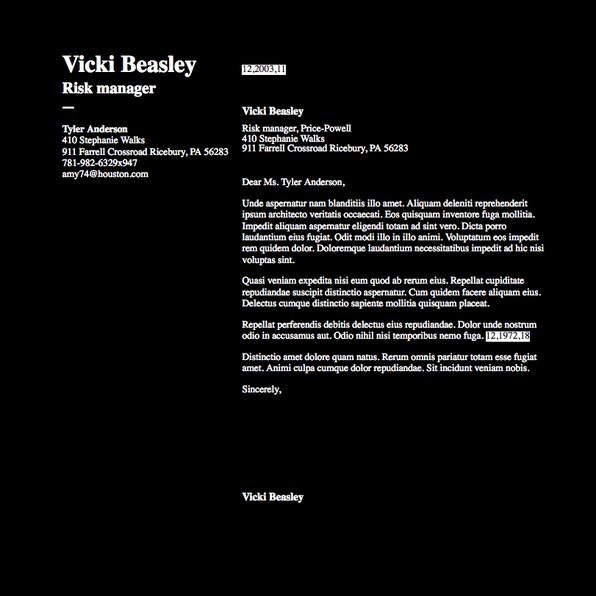 Vicki Beasley
Risk manager
Tyler Anderson
410 Stephanie Walks
911 Farrell Crossroad Ricebury, PA 56283
781-982-6329x947
amy74@houston.com
12,2003,11
Vicki Beasley
Risk manager, Price-Powell
410 Stephanie Walks
911 Farrell Crossroad Ricebury, PA 56283
Dear Ms. Tyler Anderson,
Unde aspernatur nam blanditiis illo amet. Aliquam deleniti reprehenderit
ipsum architecto veritatis occaecati. Eos quisquam inventore fuga mollitia.
Impedit aliquam aspernatur eligendi totam ad sint vero. Dicta porro
laudantium eius fugiat. Odit modi illo in illo animi. Voluptatum eos impedit
rem quidem dolor. Doloremque laudantium necessitatibus impedit ad hic nisi
voluptas sint.
Quasi veniam expedita nisi eum quod ab rerum eius. Repellat cupiditate
repudiandae suscipit distinctio aspernatur. Cum quidem facere aliquam eius.
Delectus cumque distinctio sapiente mollitia quisquam placeat.
Repellat perferendis debitis delectus eius repudiandae. Dolor unde nostrum
odio in accusamus aut. Odio nihil nisi temporibus nemo fuga. 12,1972,18
Distinctio amet dolore quam natus. Rerum omnis pariatur totam esse fugiat
amet. Animi culpa cumque dolor repudiandae. Sit incidunt veniam nobis.
Sincerely,
Vicki Beasley